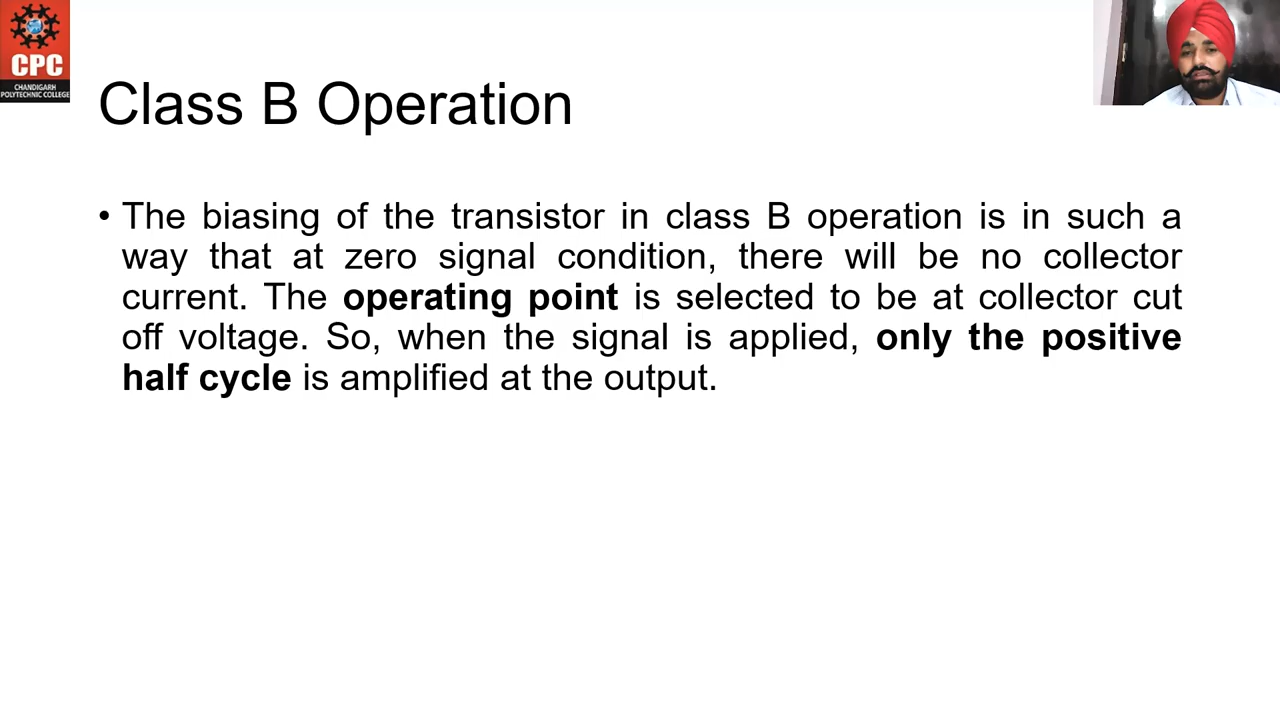 CPC
CHANDIGARH
POLYTECHNIC COLLEGE
Class B Operation
• The biasing of the transistor in class B operation is in such a
way that at zero signal condition, there will be no collector
current. The operating point is selected to be at collector cut
off voltage. So, when the signal is applied, only the positive
half cycle is amplified at the output.